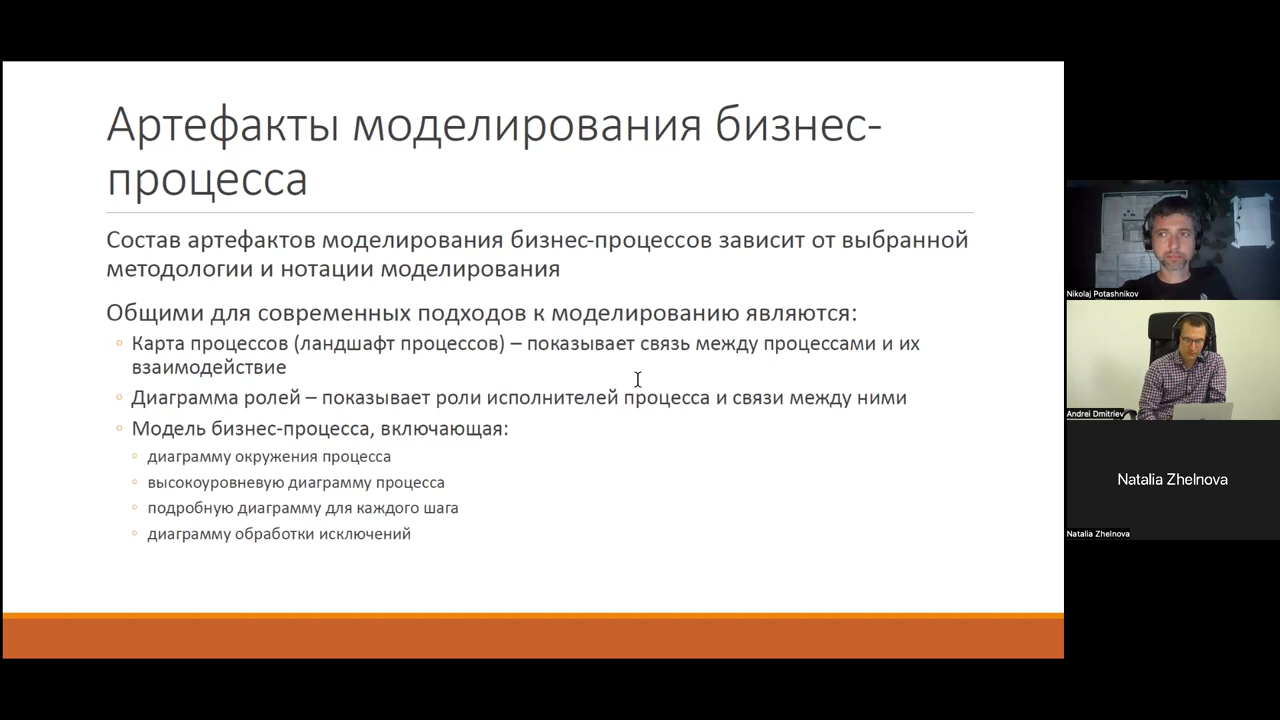 Артефакты моделирования бизнес-
процесса
Состав артефактов моделирования бизнес-процессов зависит от выбранной
методологии и нотации моделирования
Общими для современных подходов к моделированию являются:
Карта процессов (ландшафт процессов) – показывает связь между процессами и их
взаимодействие
Диаграмма ролей – показывает роли исполнителей процесса и связи между ними
Модель бизнес-процесса, включающая:
диаграмму окружения процесса
высокоуровневую диаграмму процесса
подробную диаграмму для каждого шага
диаграмму обработки исключений
Nikolaj Potashnikov
Andrei Dmitriev
Natalia Zhelnova
Natalia Zhelnova